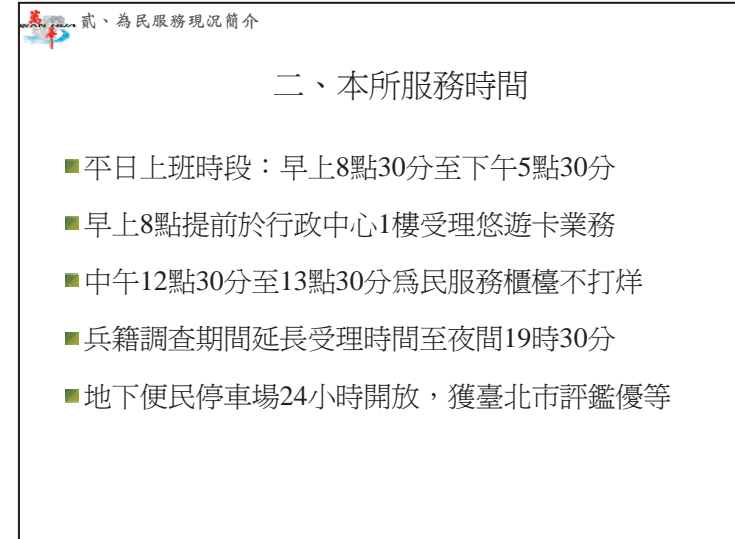 萬華
WAN HUA
貳、為民服務現況簡介
二、本所服務時間
平日上班時段：早上8點30分至下午5點30分
早上8點提前於行政中心1樓受理悠遊卡業務
中午12點30分至13點30分為民服務櫃檯不打烊
兵籍調查期間延長受理時間至夜間19時30分
地下便民停車場24小時開放，獲臺北市評鑑優等